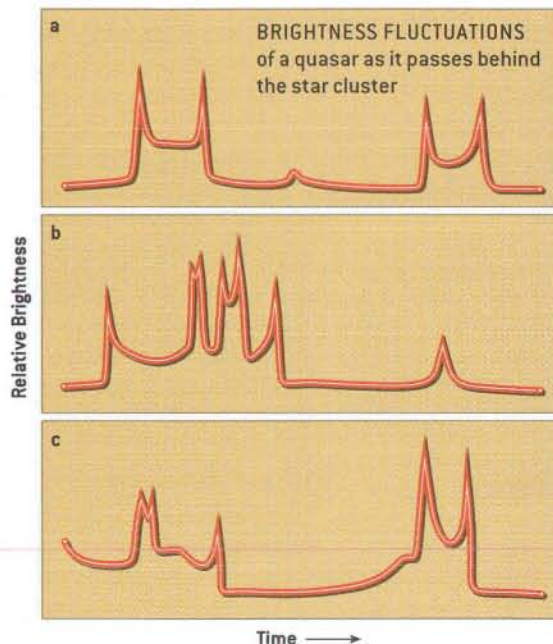 a
BRIGHTNESS FLUCTUATIONS
of a quasar as it passes behind
the star cluster
b
c
Relative Brightness
Time